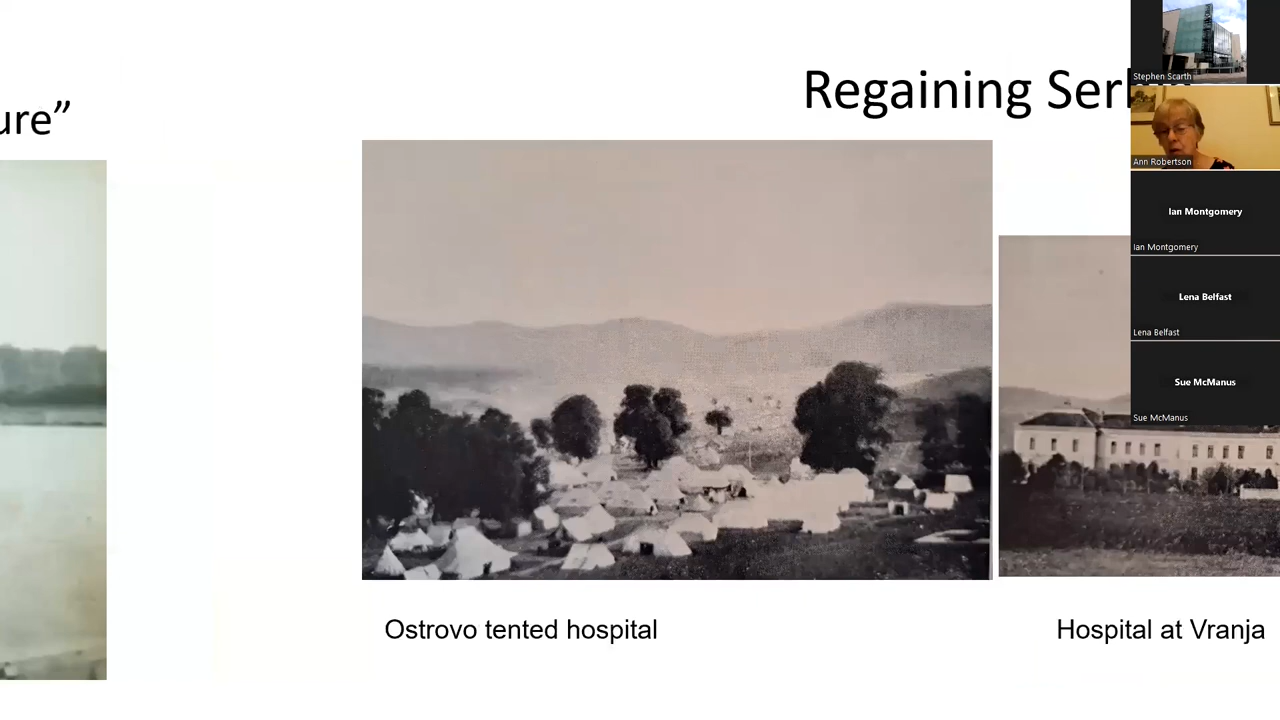 ure”
Regaining Ser
Ostrovo tented hospital
Hospital at Vranja
Stephen Scarth
Ann Robertson
Ian Montgomery
Ian Montgomery
Lena Belfast
Lena Belfast
Sue McManus
Sue McManus